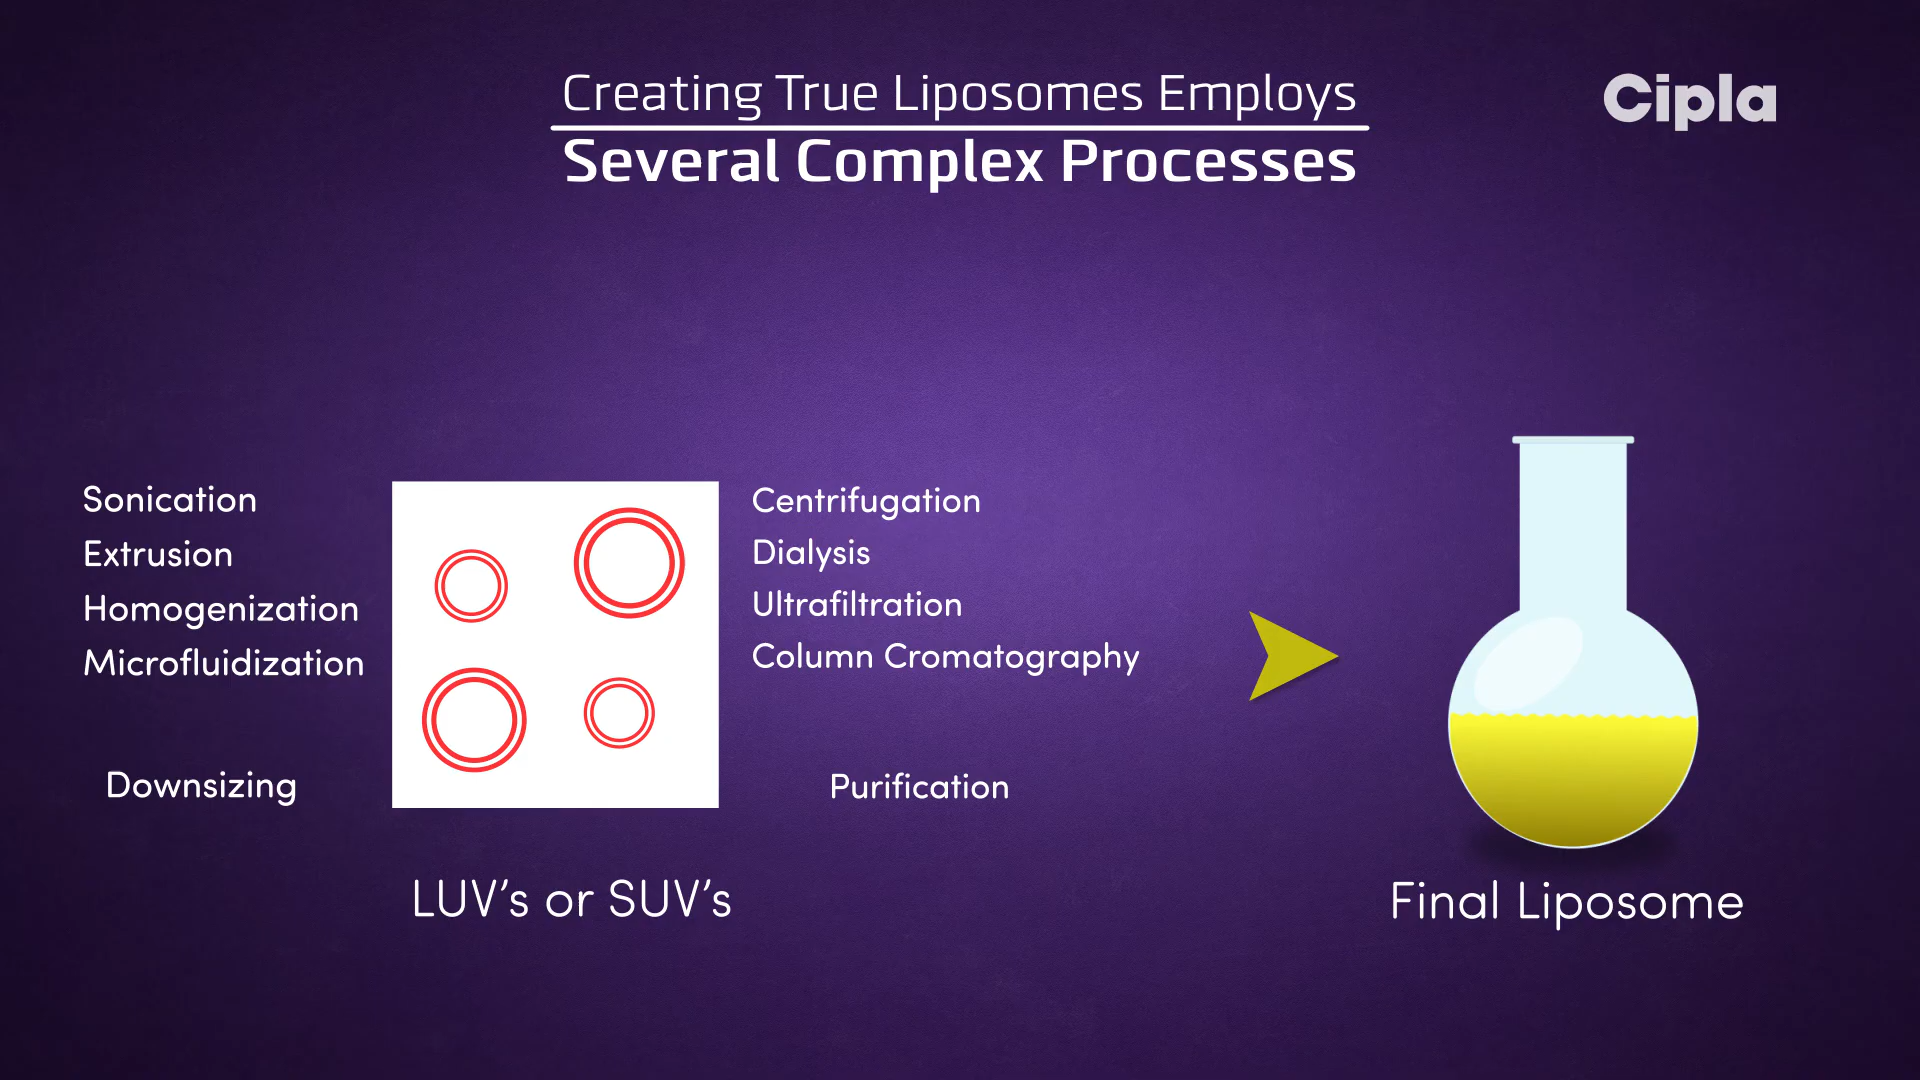 Creating True Liposomes Employs
Several Complex Processes
Cipla
Sonication
Extrusion
Homogenization
Microfluidization
Downsizing
LUV's or SUV's
Centrifugation
Dialysis
Ultrafiltration
Column Cromatography
Purification
Final Liposome